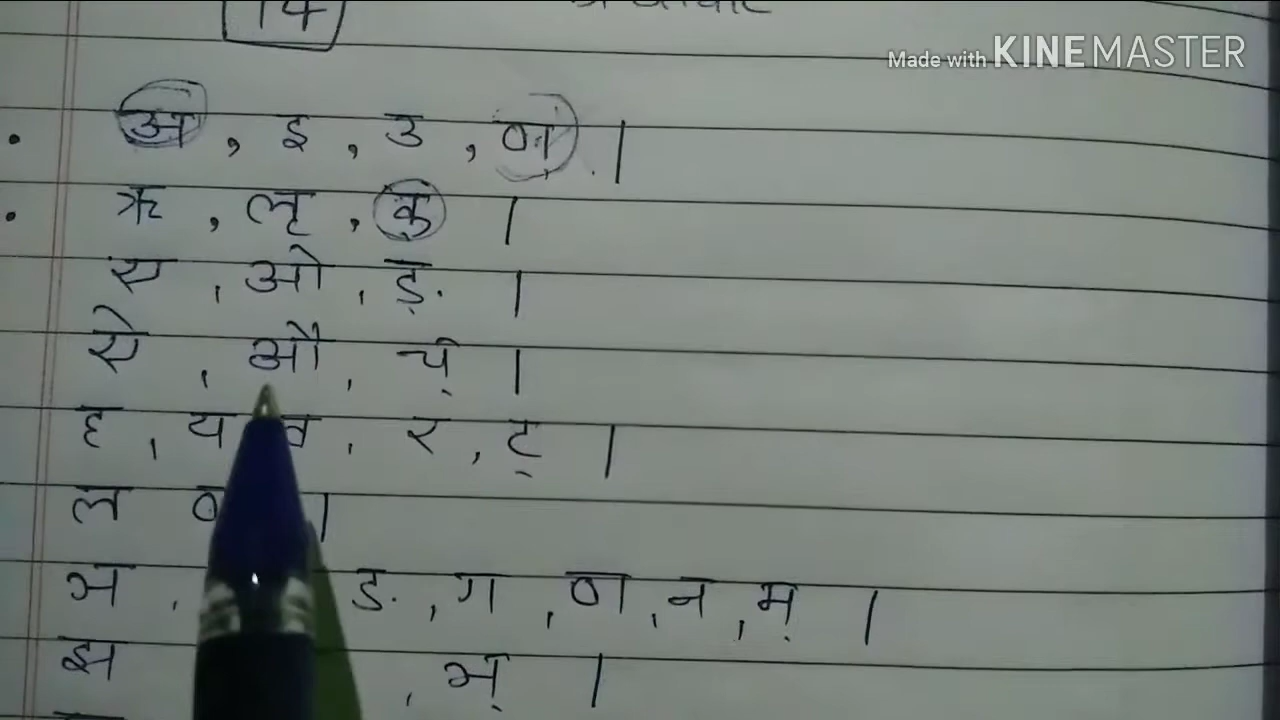 14
Made with KINEMASTER
अ , इ , उ , ण ।
ऋ , लृ , कृ ।
स , ओ , ङ ।
से , औ , च् ।
ह , य व , र , ट् ।
ल ।
ञ , ङ , ग , ण , न , म् ।
झ , भ् ।